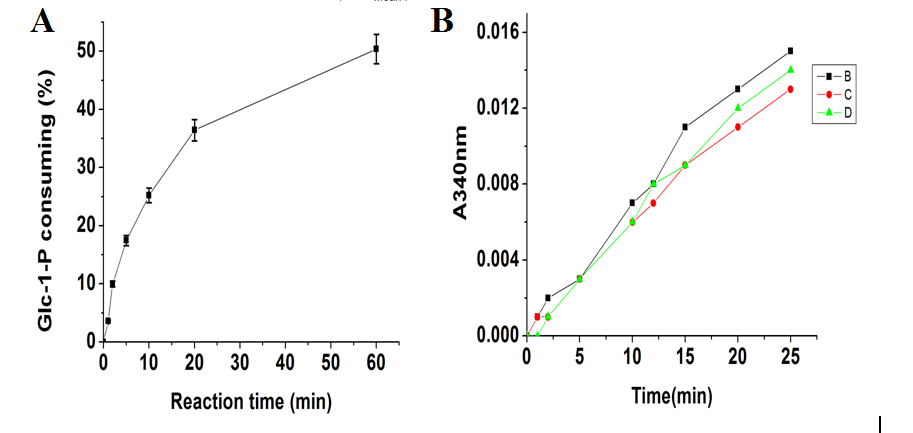 A
Glc-1-P consuming (%)
50
40
30
20
10
0
0 10 20 30 40 50 60
Reaction time (min)
B
A340nm
0.016
0.012
0.008
0.004
0.000
0 5 10 15 20 25
Time(min)
B
C
D